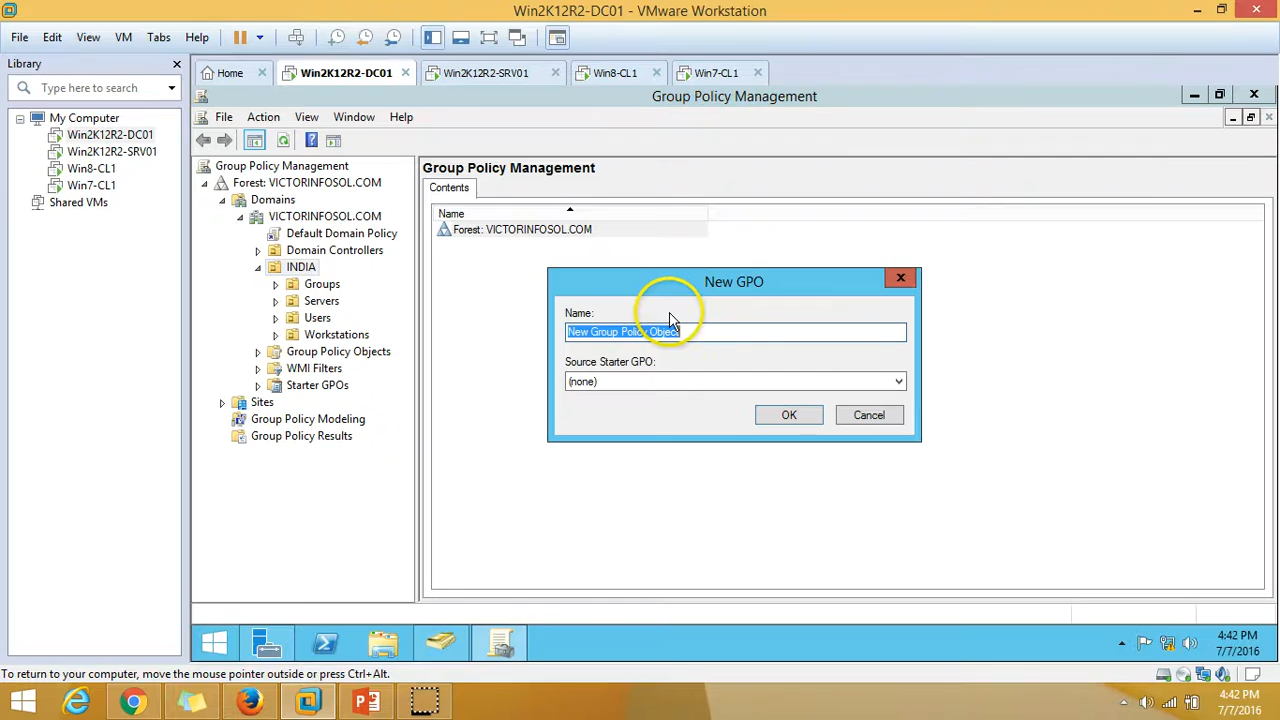 Win2K12R2-DC01 - VMware Workstation
File Edit View VM Tabs Help
Library
Type here to search
My Computer
Win2K12R2-DC01
Win2K12R2-SRV01
Win8-CL1
Win7-CL1
Shared VMs
Home Win2K12R2-DC01 Win2K12R2-SRV01 Win8-CL1 Win7-CL1
Group Policy Management
File Action View Window Help
Group Policy Management
Forest: VICTORINFOSOL.COM
Domains
VICTORINFOSOL.COM
Default Domain Policy
Domain Controllers
INDIA
Groups
Servers
Users
Workstations
Group Policy Objects
WMI Filters
Starter GPOs
Sites
Group Policy Modeling
Group Policy Results
Group Policy Management
Contents
Name
Forest: VICTORINFOSOL.COM
New GPO
Name:
New Group Policy Object
Source Starter GPO:
(none)
OK Cancel
4:42 PM
7/7/2016
To return to your computer, move the mouse pointer outside or press Ctrl+Alt.
4:42 PM
7/7/2016